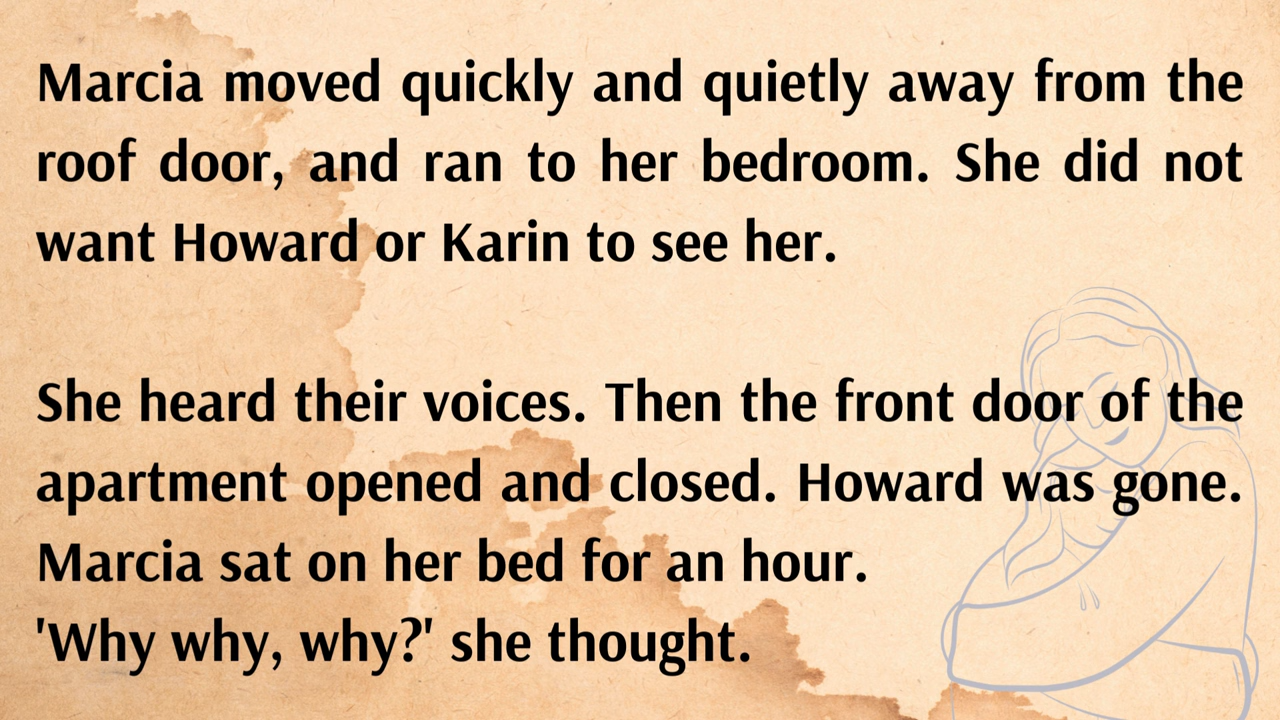 Marcia moved quickly and quietly away from the
roof door, and ran to her bedroom. She did not
want Howard or Karin to see her.
She heard their voices. Then the front door of the
apartment opened and closed. Howard was gone.
Marcia sat on her bed for an hour.
'Why why, why?' she thought.